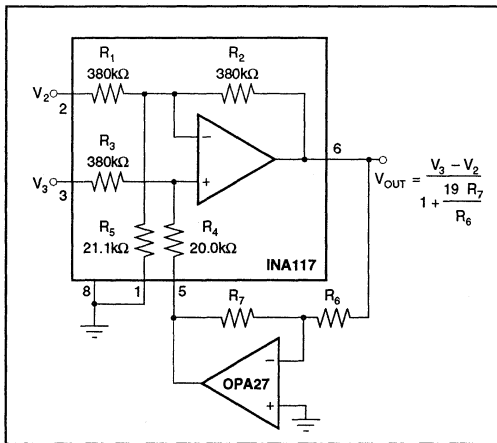 R1
380kΩ
R2
380kΩ
V2
2
R3
380kΩ
V3
3
−
+
6
VOUT = (V3 − V2) / (1 + 19 R7 / R6)
R5
21.1kΩ
R4
20.0kΩ
INA117
8
1
5
R7
R6
−
OPA27
+